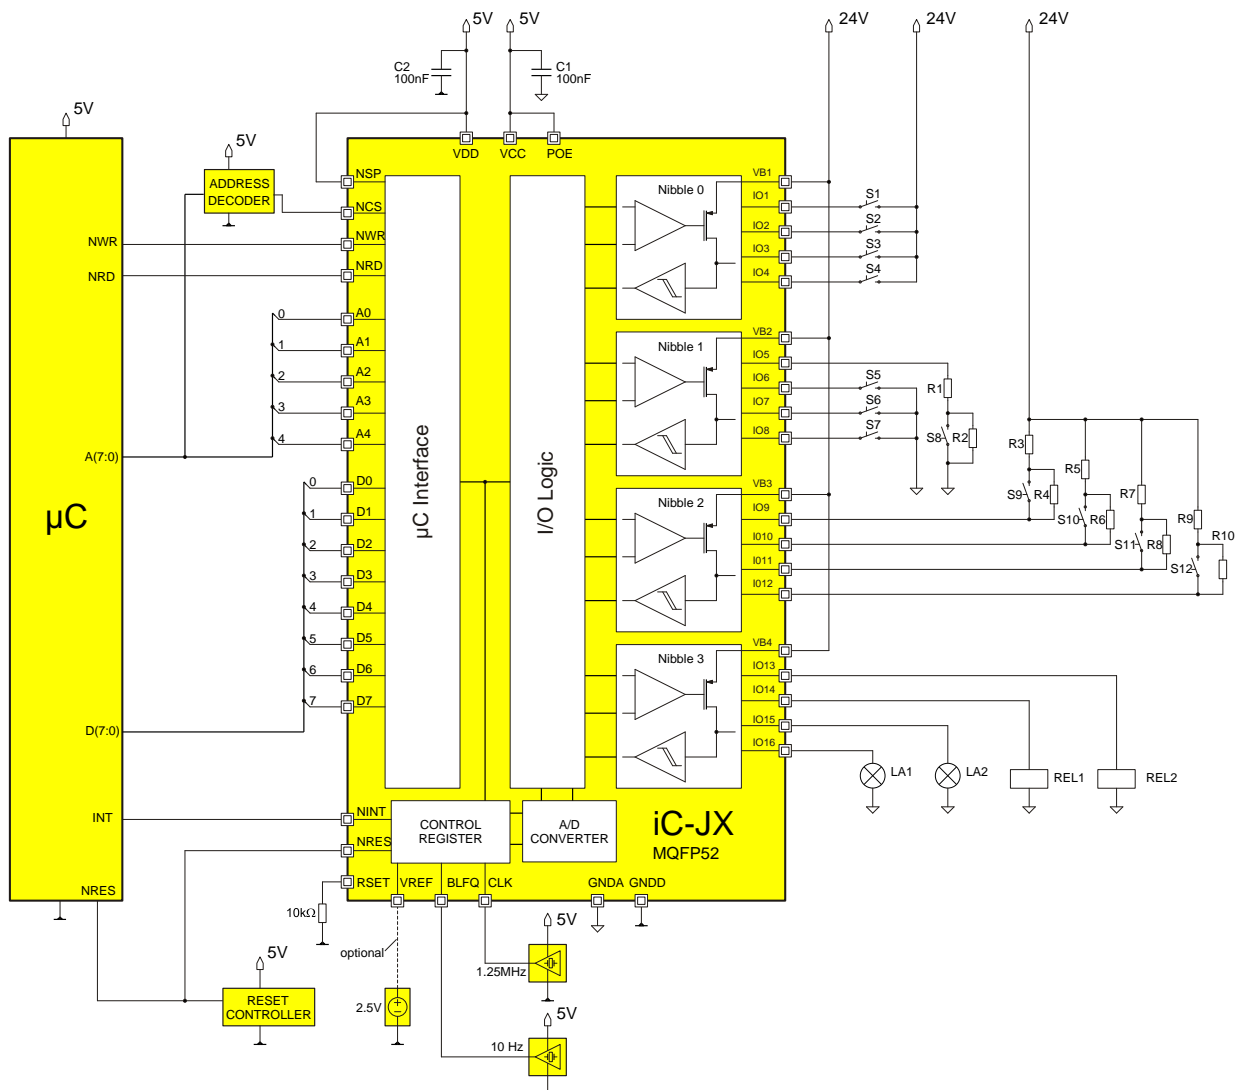 5V
5V
24V
24V
24V
C2
100nF
C1
100nF
5V
5V
VDD
VCC
POE
ADDRESS
DECODER
NSP
NCS
NWR
NWR
NRD
NRD
0
A0
1
A1
2
A2
3
A3
4
A4
A(7:0)
0
D0
1
D1
2
D2
3
D3
4
D4
5
D5
6
D6
7
D7
D(7:0)
µC
µC Interface
I/O Logic
Nibble 0
VB1
IO1
S1
IO2
S2
IO3
S3
IO4
S4
Nibble 1
VB2
IO5
IO6
S5
IO7
S6
IO8
S7
R1
S8
R2
Nibble 2
VB3
IO9
I010
I011
I012
R3
S9
R4
R5
S10
R6
R7
S11
R8
R9
R10
S12
Nibble 3
VB4
IO13
IO14
IO15
IO16
LA1
LA2
REL1
REL2
INT
NINT
NRES
CONTROL
REGISTER
A/D
CONVERTER
iC-JX
MQFP52
NRES
RSET
VREF
BLFQ
CLK
GNDA
GNDD
10kΩ
optional
5V
1.25MHz
5V
RESET
CONTROLLER
2.5V
5V
10 Hz